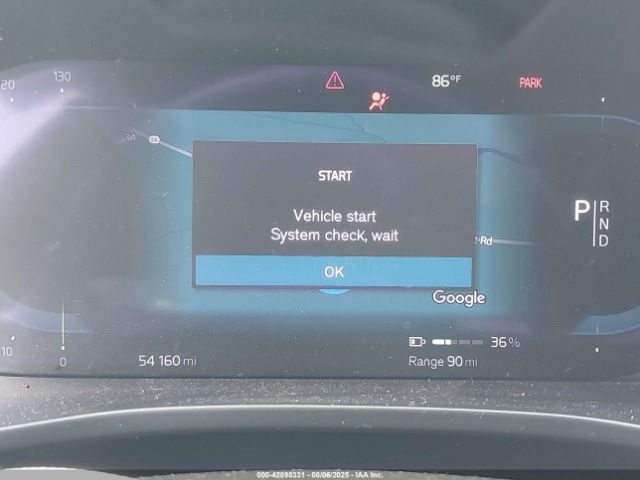 20 130 86°F PARK
START
Vehicle start
System check, wait
OK
P R
N
D
Rd
Google
10 0 54 160 mi
36%
Range 90 mi
000-42898331 - 08/06/2025 - IAA Inc.